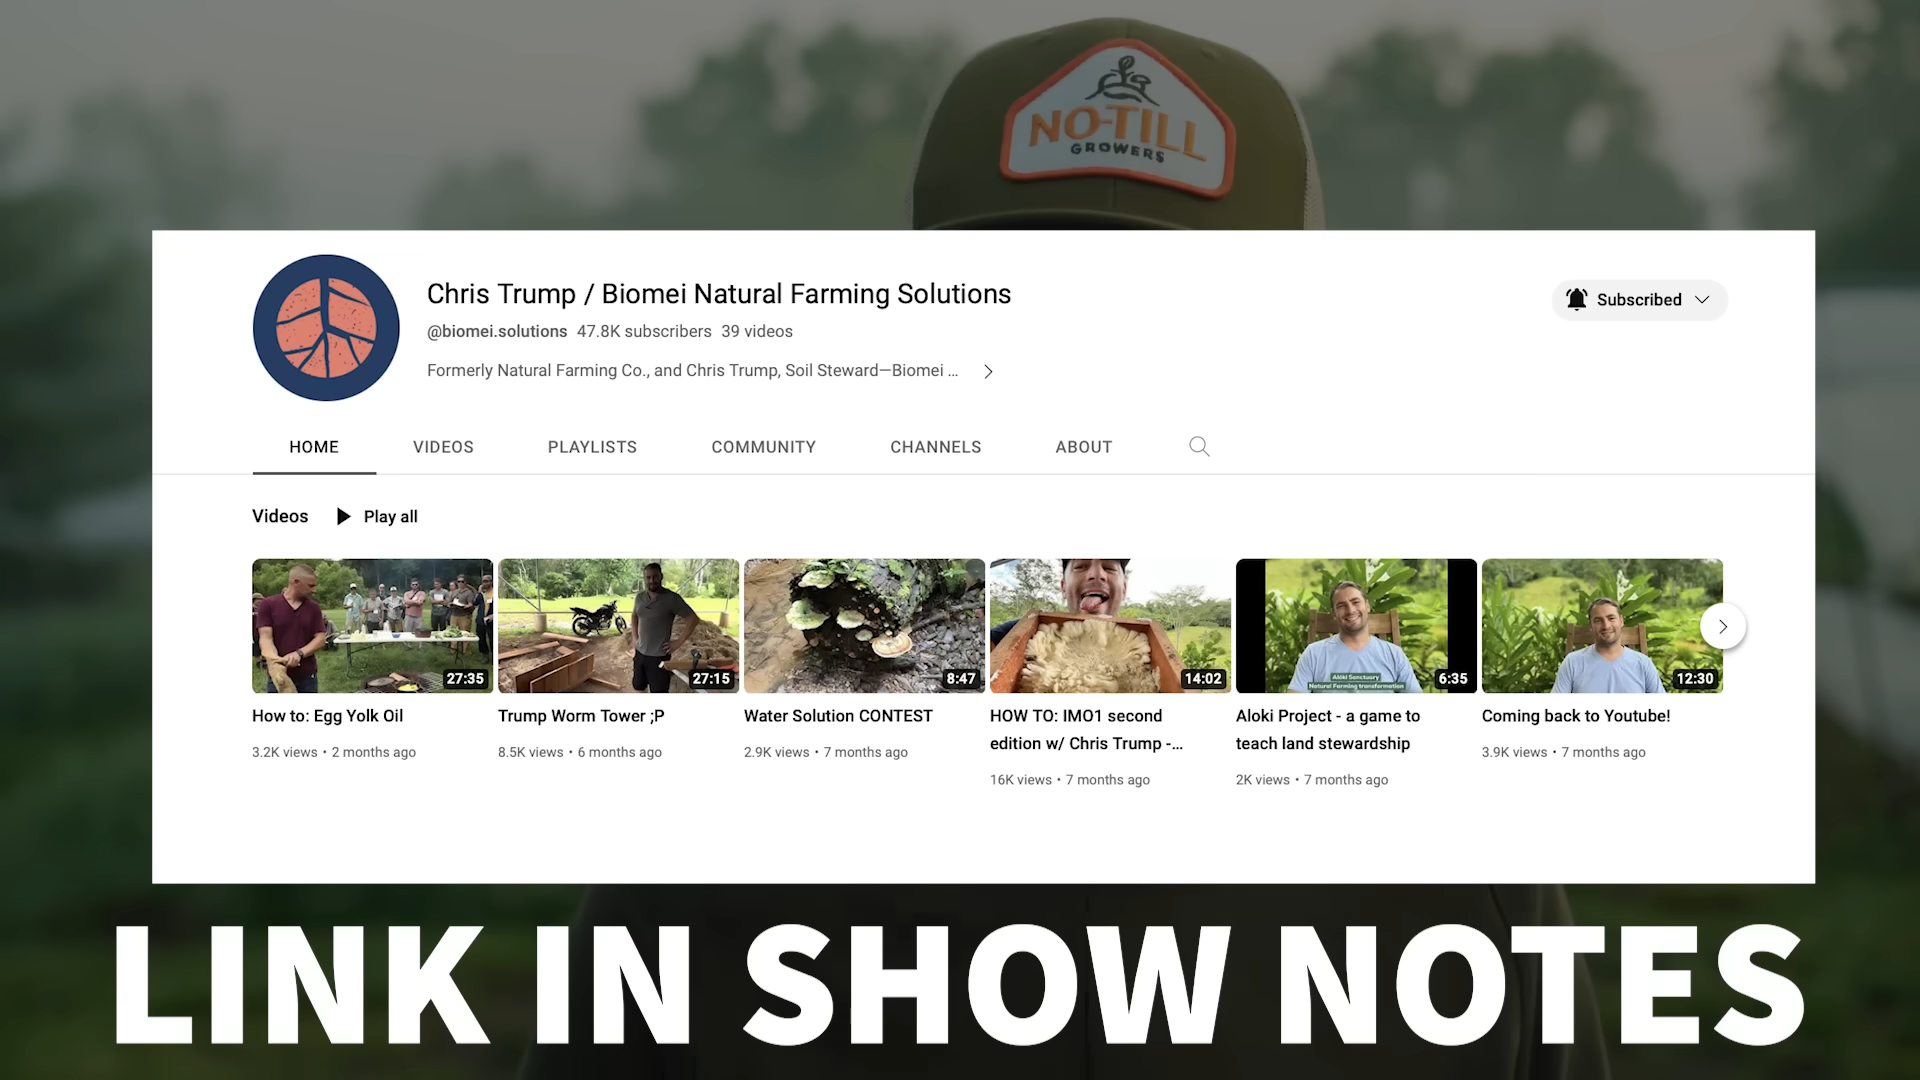 NO-TILL
GROWERS
Chris Trump / Biomei Natural Farming Solutions
@biomei.solutions 47.8K subscribers 39 videos
Subscribed
Formerly Natural Farming Co., and Chris Trump, Soil Steward—Biomei ...
HOME VIDEOS PLAYLISTS COMMUNITY CHANNELS ABOUT
Videos Play all
27:35 27:15 8:47 14:02 6:35 12:30
Aloki Sanctuary
Natural Farming transformation
How to: Egg Yolk Oil
3.2K views • 2 months ago
Trump Worm Tower ;P
8.5K views • 6 months ago
Water Solution CONTEST
2.9K views • 7 months ago
HOW TO: IMO1 second
edition w/ Chris Trump -...
16K views • 7 months ago
Aloki Project - a game to
teach land stewardship
2K views • 7 months ago
Coming back to Youtube!
3.9K views • 7 months ago
LINK IN SHOW NOTES